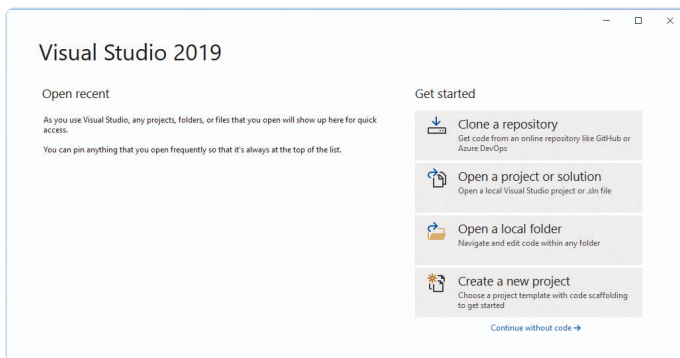 Visual Studio 2019
Open recent
As you use Visual Studio, any projects, folders, or files that you open will show up here for quick
access.
You can pin anything that you open frequently so that it's always at the top of the list.
Get started
Clone a repository
Get code from an online repository like GitHub or
Azure DevOps
Open a project or solution
Open a local Visual Studio project or .sln file
Open a local folder
Navigate and edit code within any folder
Create a new project
Choose a project template with code scaffolding
to get started
Continue without code →